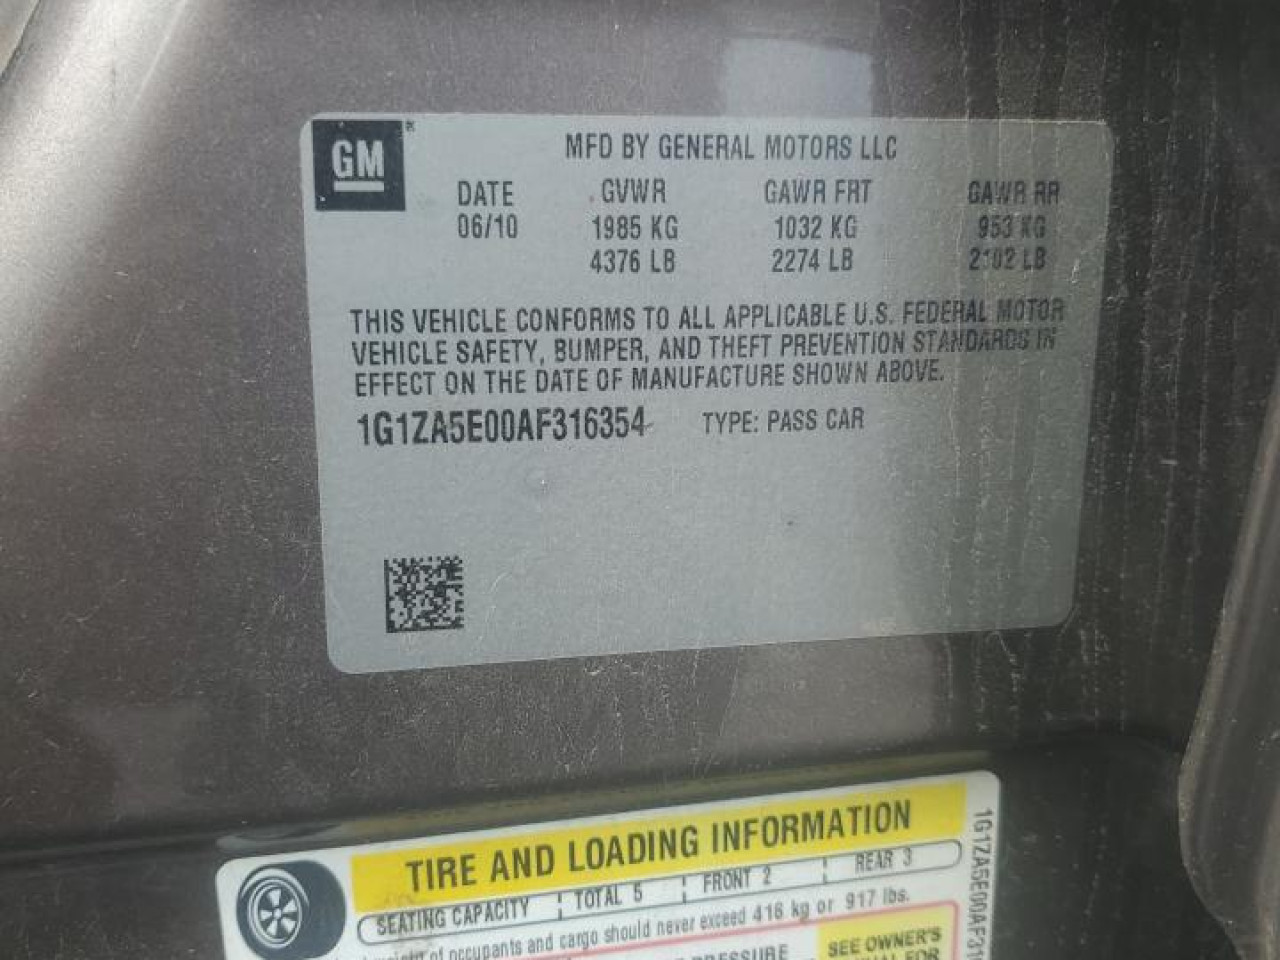 GM
MFD BY GENERAL MOTORS LLC
DATE GVWR GAWR FRT GAWR RR
06/10 1985 KG 1032 KG 953 KG
4376 LB 2274 LB 2102 LB
THIS VEHICLE CONFORMS TO ALL APPLICABLE U.S. FEDERAL MOTOR
VEHICLE SAFETY, BUMPER, AND THEFT PREVENTION STANDARDS IN
EFFECT ON THE DATE OF MANUFACTURE SHOWN ABOVE.
1G1ZA5E00AF316354 TYPE: PASS CAR
TIRE AND LOADING INFORMATION
SEATING CAPACITY TOTAL 5 FRONT 2 REAR 3
of occupants and cargo should never exceed 416 kg or 917 lbs.
PRESSURE SEE OWNER'S
FOR
1G1ZA5E00AF31